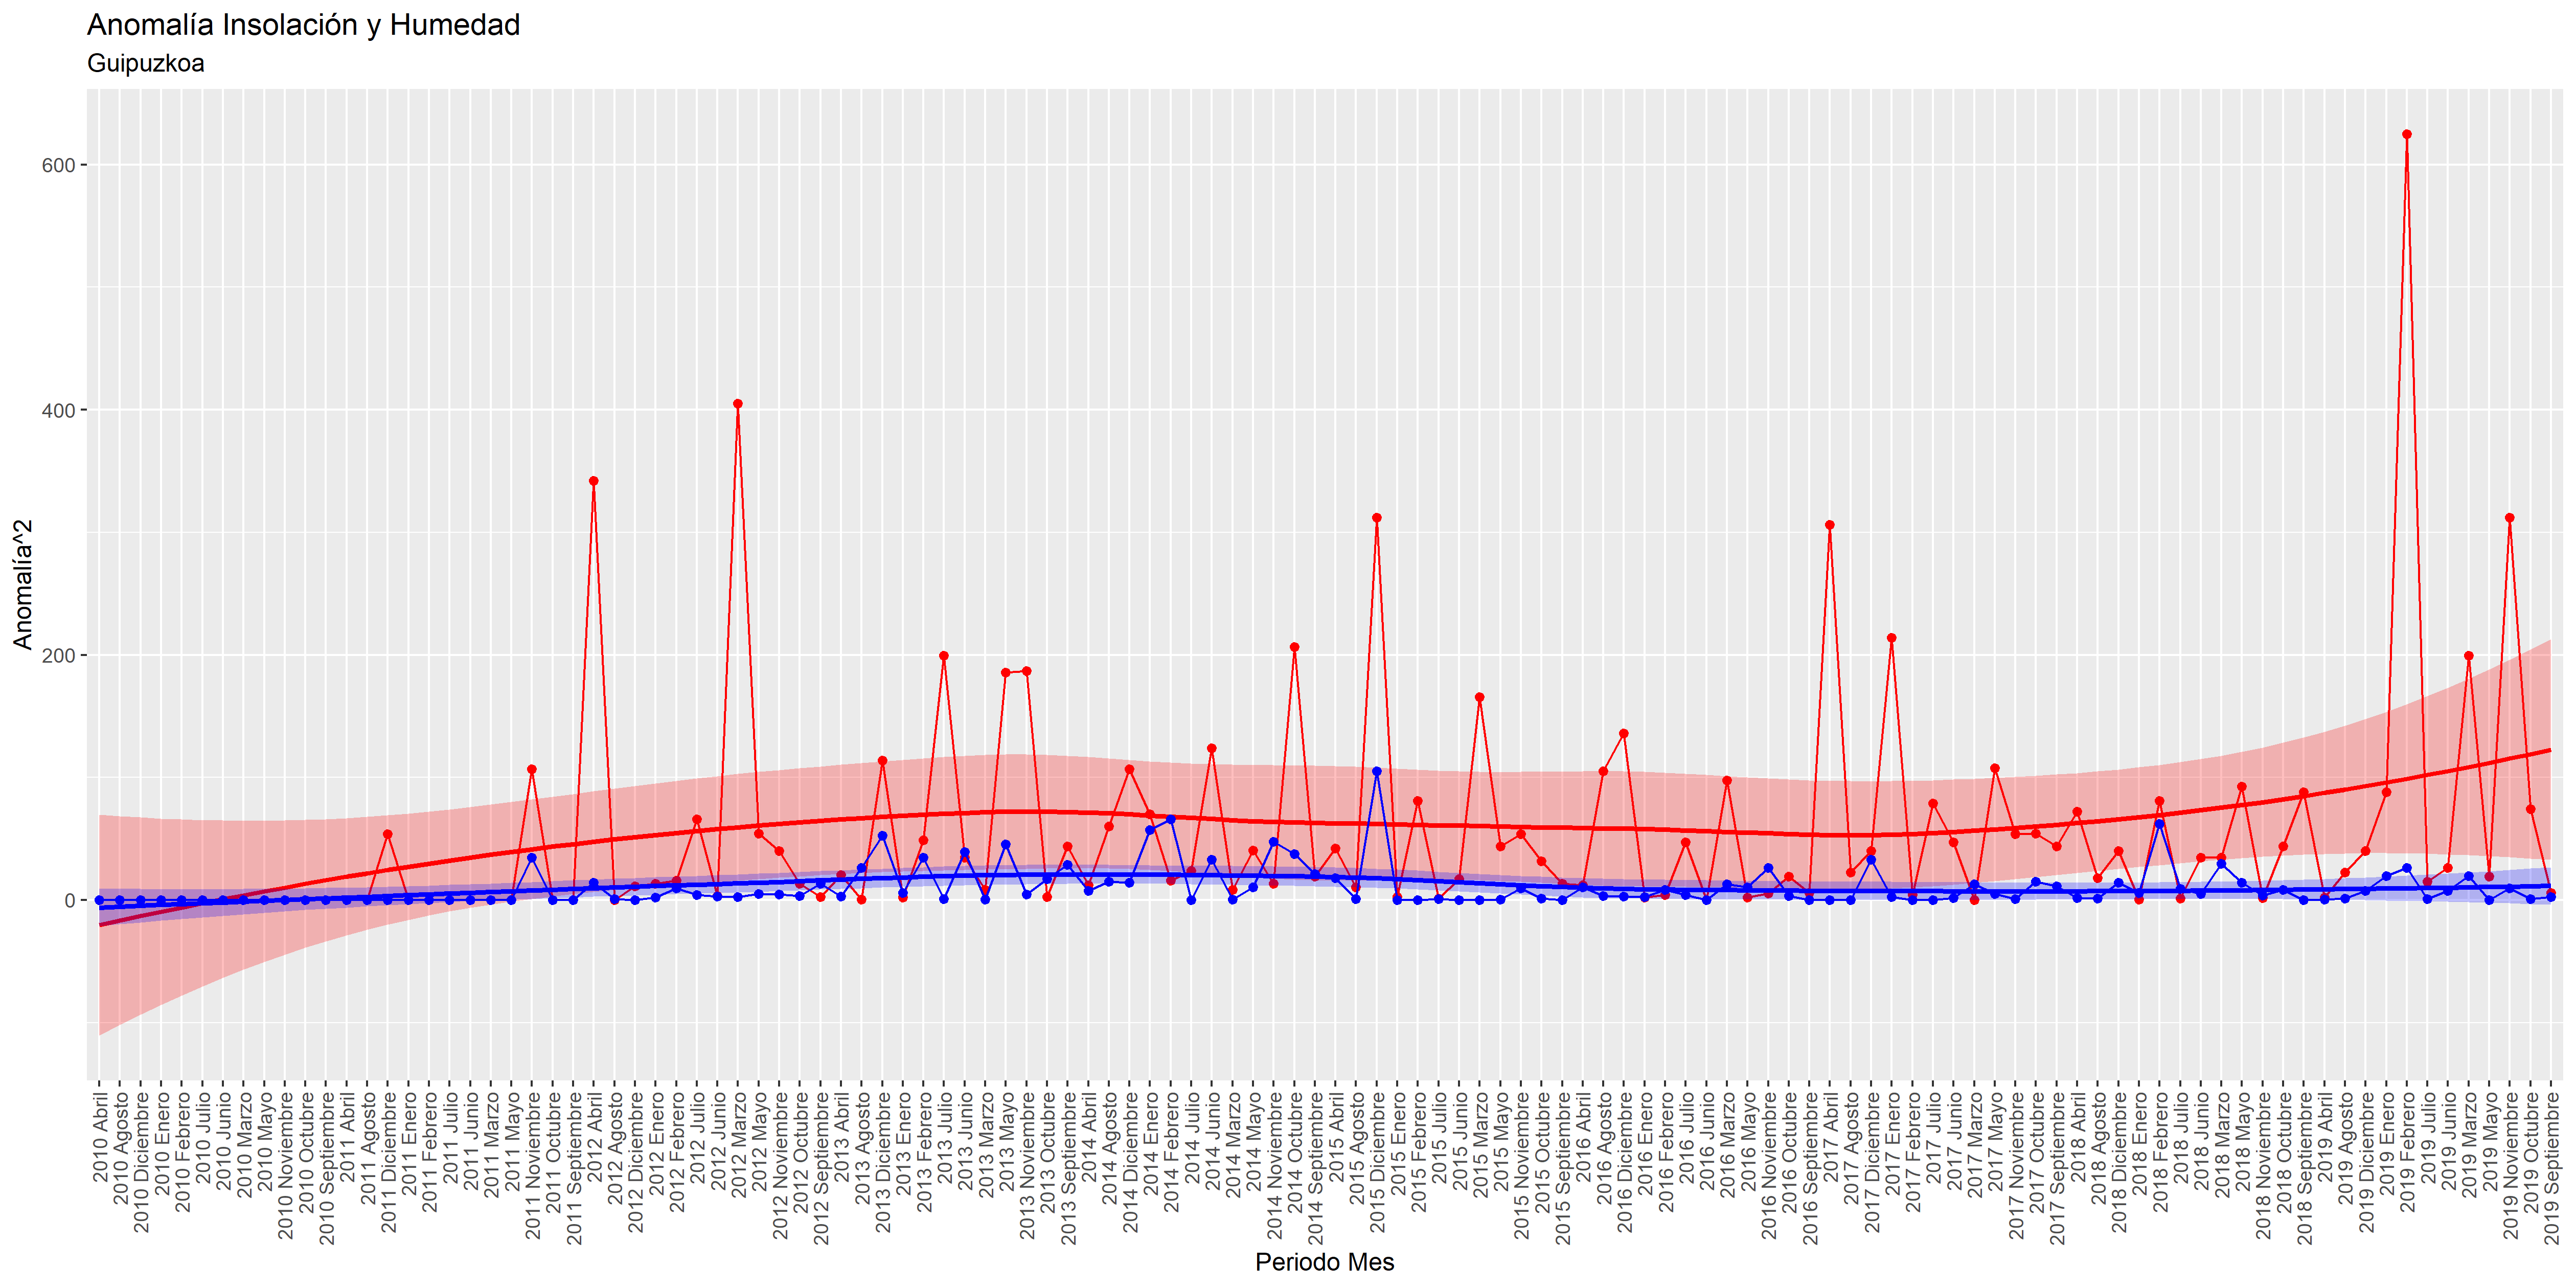 Anomalía Insolación y Humedad
Guipuzkoa
Anomalía^2
600
400
200
0
2010 Abril
2010 Agosto
2010 Diciembre
2010 Enero
2010 Febrero
2010 Julio
2010 Junio
2010 Marzo
2010 Mayo
2010 Noviembre
2010 Octubre
2010 Septiembre
2011 Abril
2011 Agosto
2011 Diciembre
2011 Enero
2011 Febrero
2011 Julio
2011 Junio
2011 Marzo
2011 Mayo
2011 Noviembre
2011 Octubre
2011 Septiembre
2012 Abril
2012 Agosto
2012 Diciembre
2012 Enero
2012 Febrero
2012 Julio
2012 Junio
2012 Marzo
2012 Mayo
2012 Noviembre
2012 Octubre
2012 Septiembre
2013 Abril
2013 Agosto
2013 Diciembre
2013 Enero
2013 Febrero
2013 Julio
2013 Junio
2013 Marzo
2013 Mayo
2013 Noviembre
2013 Octubre
2013 Septiembre
2014 Abril
2014 Agosto
2014 Diciembre
2014 Enero
2014 Febrero
2014 Julio
2014 Junio
2014 Marzo
2014 Mayo
2014 Noviembre
2014 Octubre
2014 Septiembre
2015 Abril
2015 Agosto
2015 Diciembre
2015 Enero
2015 Febrero
2015 Julio
2015 Junio
2015 Marzo
2015 Mayo
2015 Noviembre
2015 Octubre
2015 Septiembre
2016 Abril
2016 Agosto
2016 Diciembre
2016 Enero
2016 Febrero
2016 Julio
2016 Junio
2016 Marzo
2016 Mayo
2016 Noviembre
2016 Octubre
2016 Septiembre
2017 Abril
2017 Agosto
2017 Diciembre
2017 Enero
2017 Febrero
2017 Julio
2017 Junio
2017 Marzo
2017 Mayo
2017 Noviembre
2017 Octubre
2017 Septiembre
2018 Abril
2018 Agosto
2018 Diciembre
2018 Enero
2018 Febrero
2018 Julio
2018 Junio
2018 Marzo
2018 Mayo
2018 Noviembre
2018 Octubre
2018 Septiembre
2019 Abril
2019 Agosto
2019 Diciembre
2019 Enero
2019 Febrero
2019 Julio
2019 Junio
2019 Marzo
2019 Mayo
2019 Noviembre
2019 Octubre
2019 Septiembre
Periodo Mes